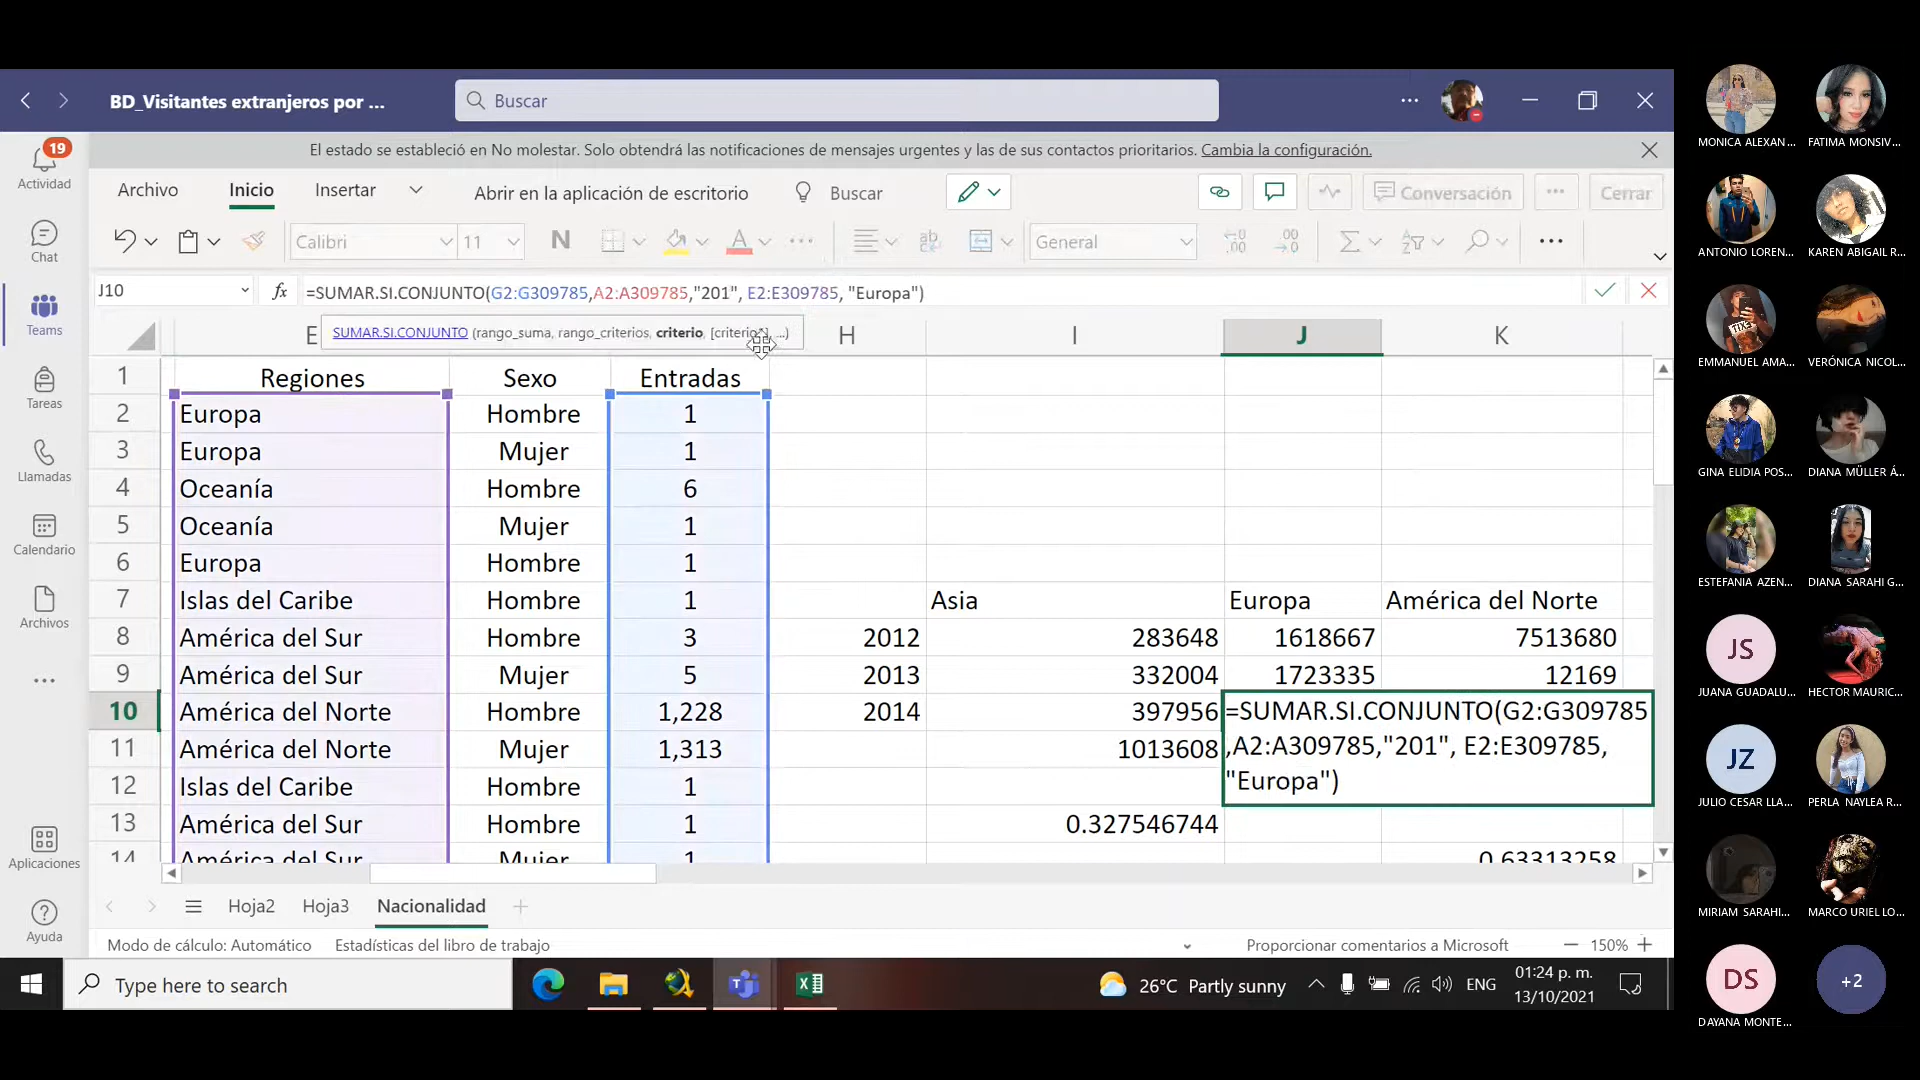 BD_Visitantes extranjeros por ...
Buscar
El estado se estableció en No molestar. Solo obtendrá las notificaciones de mensajes urgentes y las de sus contactos prioritarios. Cambia la configuración.
Archivo Inicio Insertar Abrir en la aplicación de escritorio Buscar Conversación Cerrar
Calibri 11 N General
J10 fx =SUMAR.SI.CONJUNTO(G2:G309785,A2:A309785,"201", E2:E309785, "Europa")
SUMAR.SI.CONJUNTO (rango_suma, rango_criterios, criterio, [criterio
E H I J K
1 Regiones Sexo Entradas
2 Europa Hombre 1
3 Europa Mujer 1
4 Oceanía Hombre 6
5 Oceanía Mujer 1
6 Europa Hombre 1
7 Islas del Caribe Hombre 1 Asia Europa América del Norte
8 América del Sur Hombre 3 2012 283648 1618667 7513680
9 América del Sur Mujer 5 2013 332004 1723335 12169
10 América del Norte Hombre 1,228 2014 397956 =SUMAR.SI.CONJUNTO(G2:G309785
11 América del Norte Mujer 1,313 1013608 ,A2:A309785,"201", E2:E309785,
12 Islas del Caribe Hombre 1 "Europa")
13 América del Sur Hombre 1 0.327546744
14 América del Sur Mujer 1 0.63313258
Hoja2 Hoja3 Nacionalidad
Modo de cálculo: Automático Estadísticas del libro de trabajo Proporcionar comentarios a Microsoft 150%
19
Actividad
Chat
Teams
Tareas
Llamadas
Calendario
Archivos
Aplicaciones
Ayuda
Type here to search
26°C Partly sunny ENG
01:24 p. m.
13/10/2021
MONICA ALEXAN... FATIMA MONSIV...
ANTONIO LOREN... KAREN ABIGAIL R...
EMMANUEL AMA... VERÓNICA NICOL...
GINA ELIDIA POS... DIANA MÜLLER Á...
ESTEFANIA AZEN... DIANA SARAHI G...
JS
JUANA GUADALU... HECTOR MAURIC...
JZ
JULIO CESAR LLA... PERLA NAYLEA R...
MIRIAM SARAHI... MARCO URIEL LO...
DS +2
DAYANA MONTE...